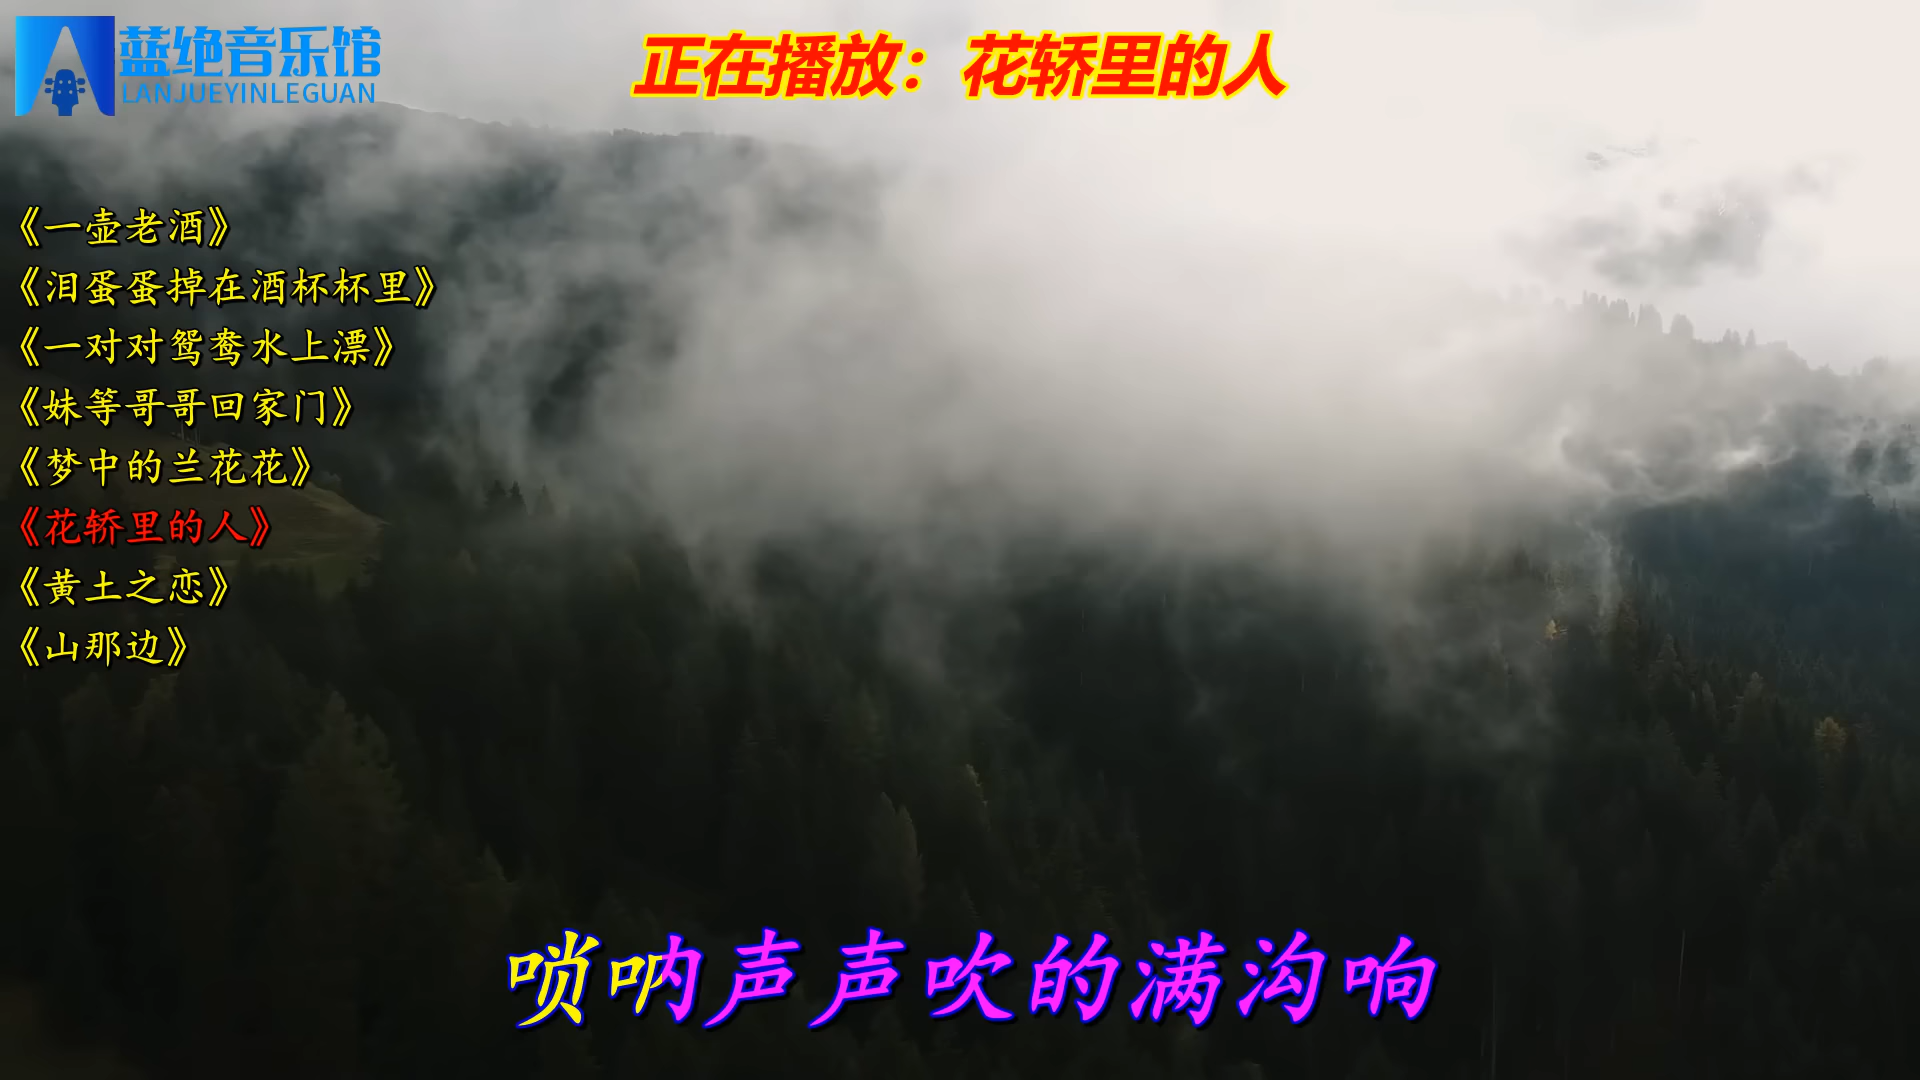 蓝绝音乐馆
LANJUEYINLEGUAN
正在播放：花轿里的人
《一壶老酒》
《泪蛋蛋掉在酒杯杯里》
《一对对鸳鸯水上漂》
《妹等哥哥回家门》
《梦中的兰花花》
《花轿里的人》
《黄土之恋》
《山那边》
唢呐声声吹的满沟响